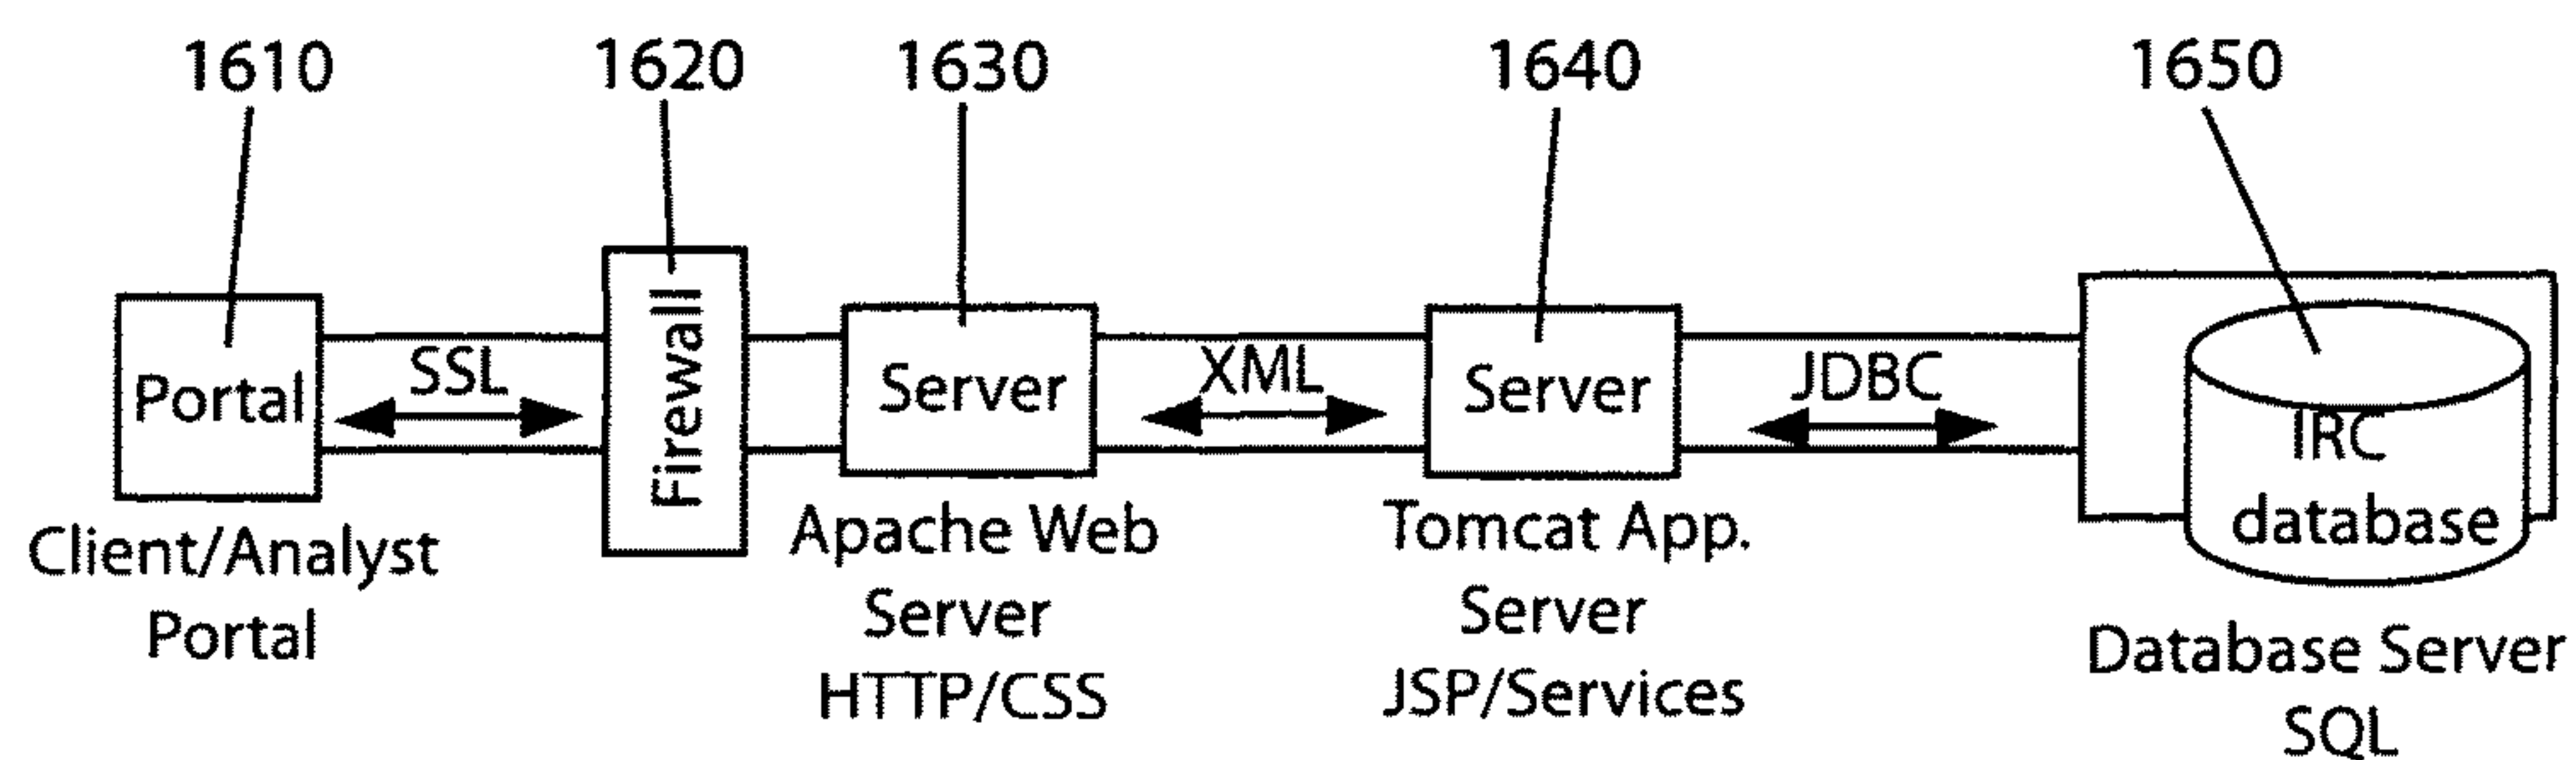 1610
1620
1630
1640
1650
Portal
SSL
Firewall
Server
XML
Server
JDBC
IRC
database
Client/Analyst
Portal
Apache Web
Server
HTTP/CSS
Tomcat App.
Server
JSP/Services
Database Server
SQL